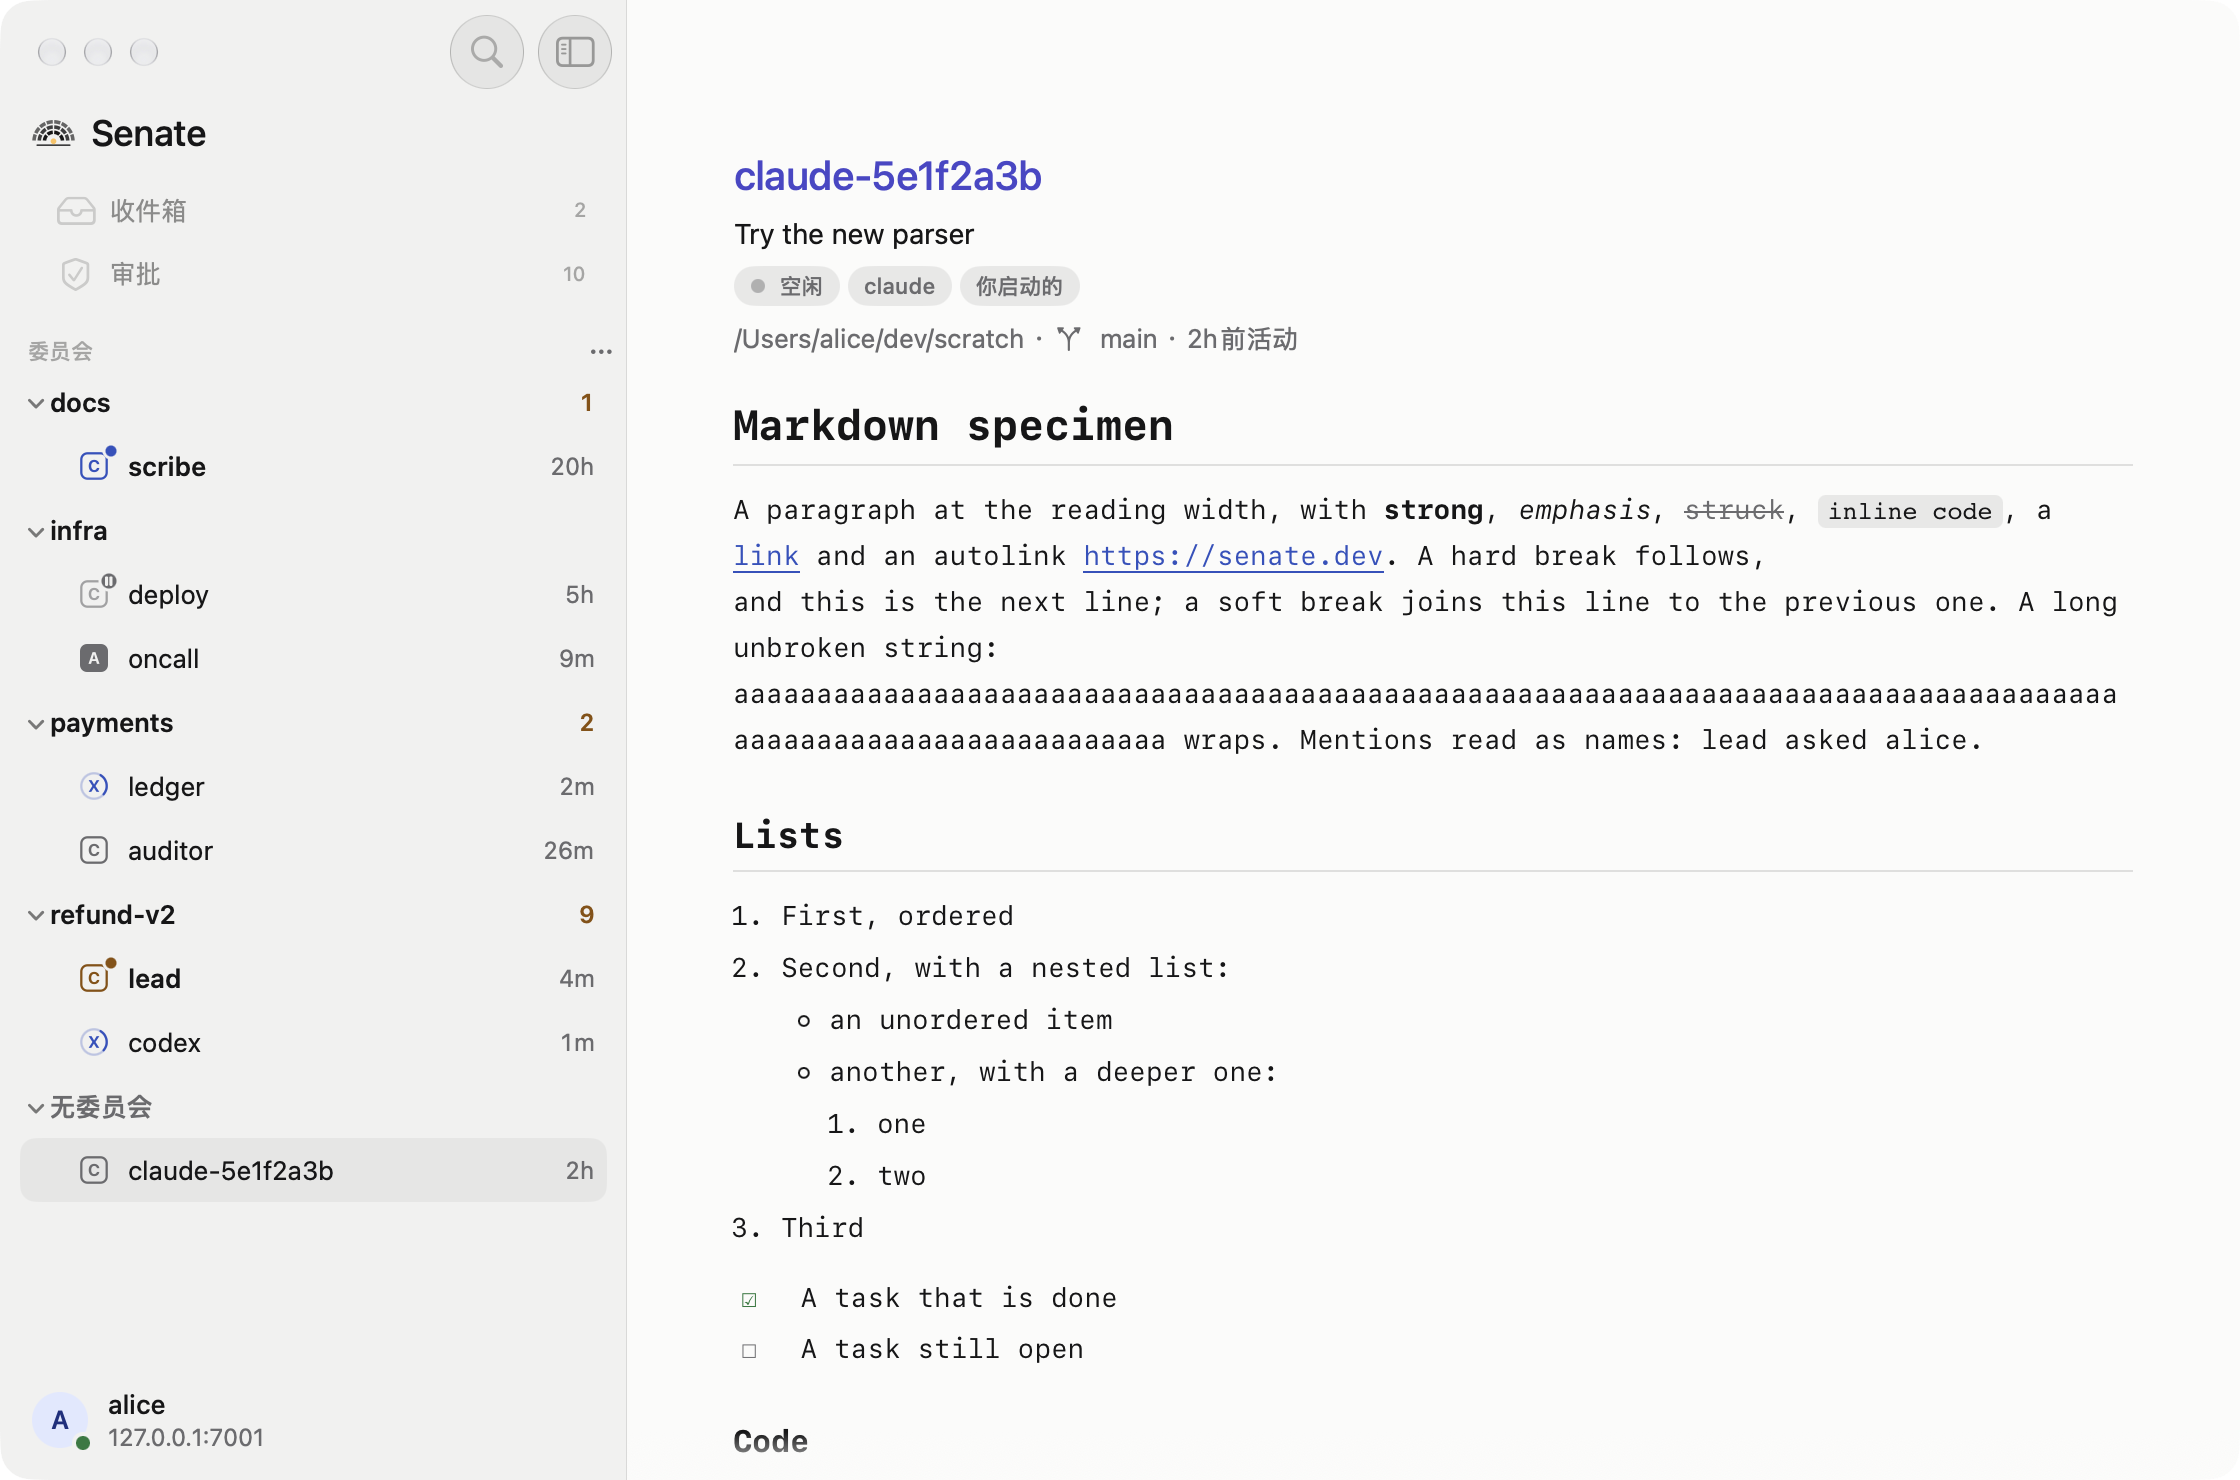 Senate
收件箱 2
审批 10
委员会 ...
docs 1
C scribe 20h
infra
C deploy 5h
A oncall 9m
payments 2
X ledger 2m
C auditor 26m
refund-v2 9
C lead 4m
X codex 1m
无委员会
C claude-5e1f2a3b 2h
A alice
127.0.0.1:7001
claude-5e1f2a3b
Try the new parser
空闲 claude 你启动的
/Users/alice/dev/scratch · main · 2h前活动
Markdown specimen
A paragraph at the reading width, with strong, emphasis, struck, inline code, a
link and an autolink https://senate.dev. A hard break follows,
and this is the next line; a soft break joins this line to the previous one. A long
unbroken string:
aaaaaaaaaaaaaaaaaaaaaaaaaaaaaaaaaaaaaaaaaaaaaaaaaaaaaaaaaaaaaaaaaaaaaaaaaaaaaaaaaaa
aaaaaaaaaaaaaaaaaaaaaaaaaa wraps. Mentions read as names: lead asked alice.
Lists
1. First, ordered
2. Second, with a nested list:
an unordered item
another, with a deeper one:
1. one
2. two
3. Third
☑ A task that is done
☐ A task still open
Code